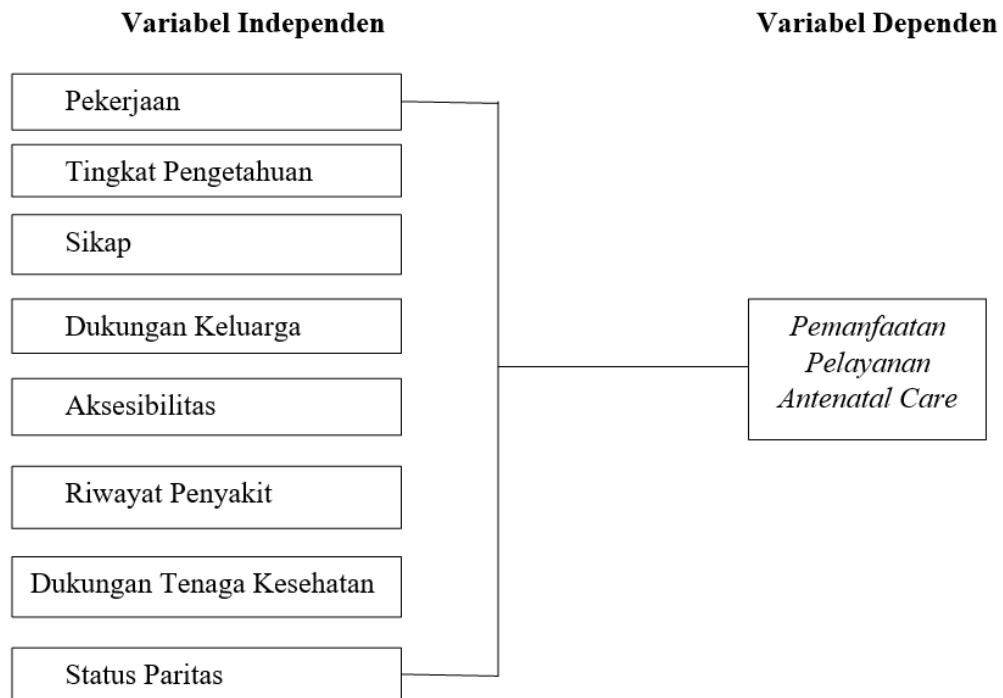 Variabel Independen
Variabel Dependen
Pekerjaan
Tingkat Pengetahuan
Sikap
Dukungan Keluarga
Aksesibilitas
Riwayat Penyakit
Dukungan Tenaga Kesehatan
Status Paritas
Pemanfaatan
Pelayanan
Antenatal Care